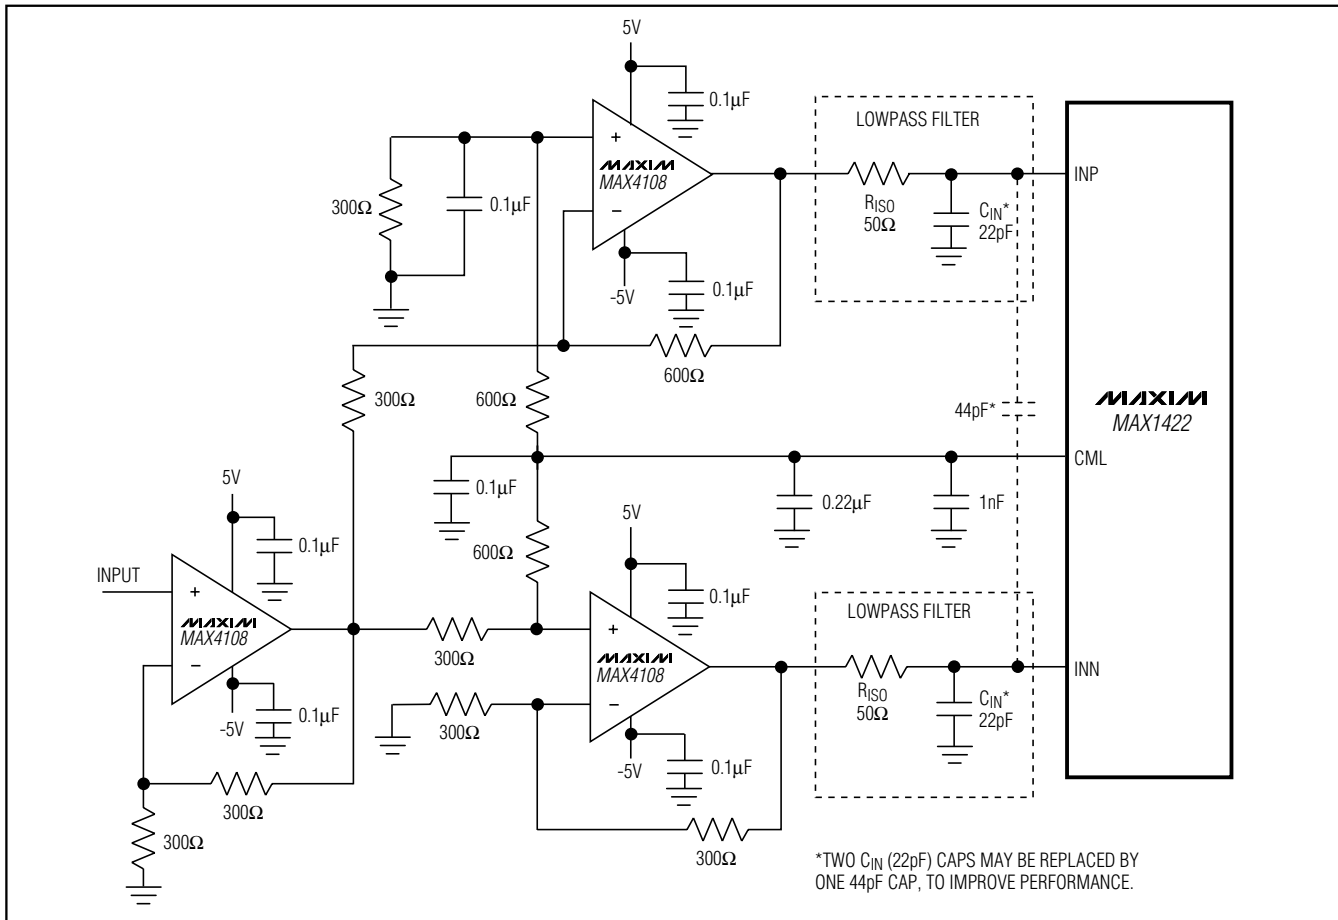 5V
0.1µF
LOWPASS FILTER
+
MAXIM
MAX4108
−
300Ω
0.1µF
INP
RISO
50Ω
CIN*
22pF
-5V
0.1µF
600Ω
300Ω
600Ω
44pF*
MAXIM
MAX1422
CML
5V
0.1µF
0.22µF
1nF
5V
0.1µF
600Ω
INPUT
+
MAXIM
MAX4108
−
0.1µF
LOWPASS FILTER
300Ω
+
MAXIM
MAX4108
−
INN
RISO
50Ω
CIN*
22pF
-5V
0.1µF
300Ω
-5V
0.1µF
300Ω
300Ω
300Ω
*TWO CIN (22pF) CAPS MAY BE REPLACED BY
ONE 44pF CAP, TO IMPROVE PERFORMANCE.